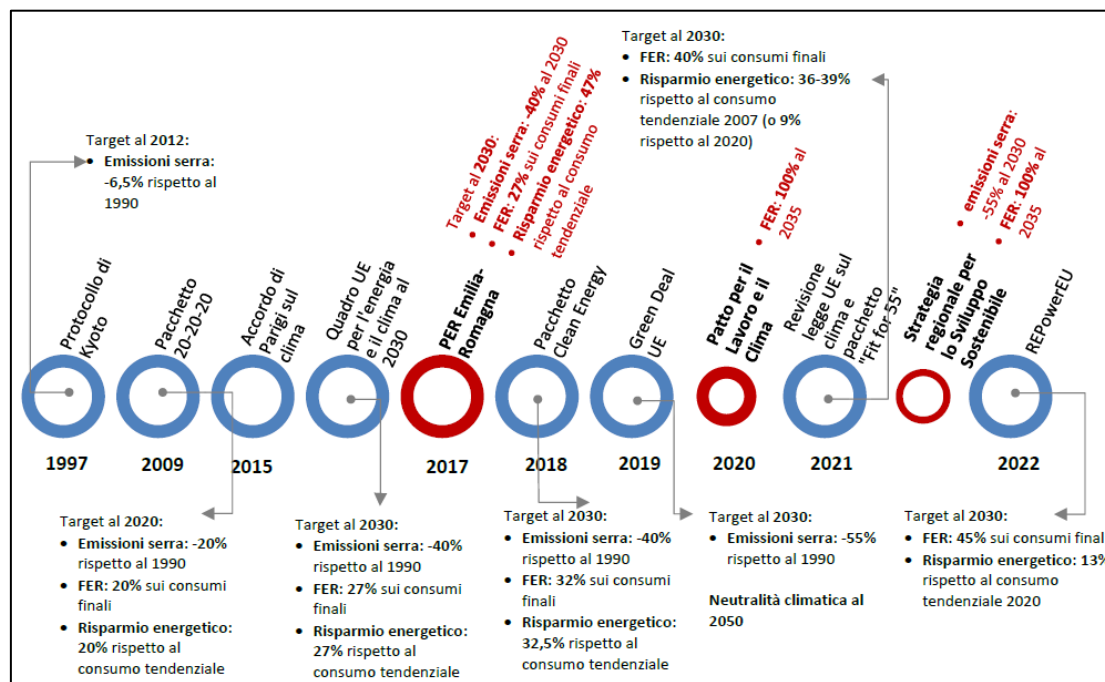 Target al 2012:
• Emissioni serra:
-6,5% rispetto al
1990
Target al 2030:
• Emissioni serra: -40% al 2030
• FER: 27% sui consumi finali
• Risparmio energetico: 47%
rispetto al consumo
tendenziale
Target al 2030:
• FER: 40% sui consumi finali
• Risparmio energetico: 36-39%
rispetto al consumo
tendenziale 2007 (o 9%
rispetto al 2020)
• FER: 100% al
2035
• emissioni serra:
-55% al 2030
• FER: 100% al
2035
Protocollo di
Kyoto
Pacchetto
20-20-20
Accordo di
Parigi sul
clima
Quadro UE
per l'energia
e il clima al
2030
PER Emilia-
Romagna
Pacchetto
Clean Energy
Green Deal
UE
Patto per il
Lavoro e il
Clima
Revisione
legge UE sul
clima e
pacchetto
"Fit for 55"
Strategia
regionale per
lo Sviluppo
Sostenibile
REPowerEU
1997
2009
2015
2017
2018
2019
2020
2021
2022
Target al 2020:
• Emissioni serra: -20%
rispetto al 1990
• FER: 20% sui consumi
finali
• Risparmio energetico:
20% rispetto al
consumo tendenziale
Target al 2030:
• Emissioni serra: -40%
rispetto al 1990
• FER: 27% sui consumi
finali
• Risparmio energetico:
27% rispetto al
consumo tendenziale
Target al 2030:
• Emissioni serra: -40%
rispetto al 1990
• FER: 32% sui consumi
finali
• Risparmio energetico:
32,5% rispetto al
consumo tendenziale
Target al 2030:
• Emissioni serra: -55%
rispetto al 1990
Neutralità climatica al
2050
Target al 2030:
• FER: 45% sui consumi final
• Risparmio energetico: 13%
rispetto al consumo
tendenziale 2020